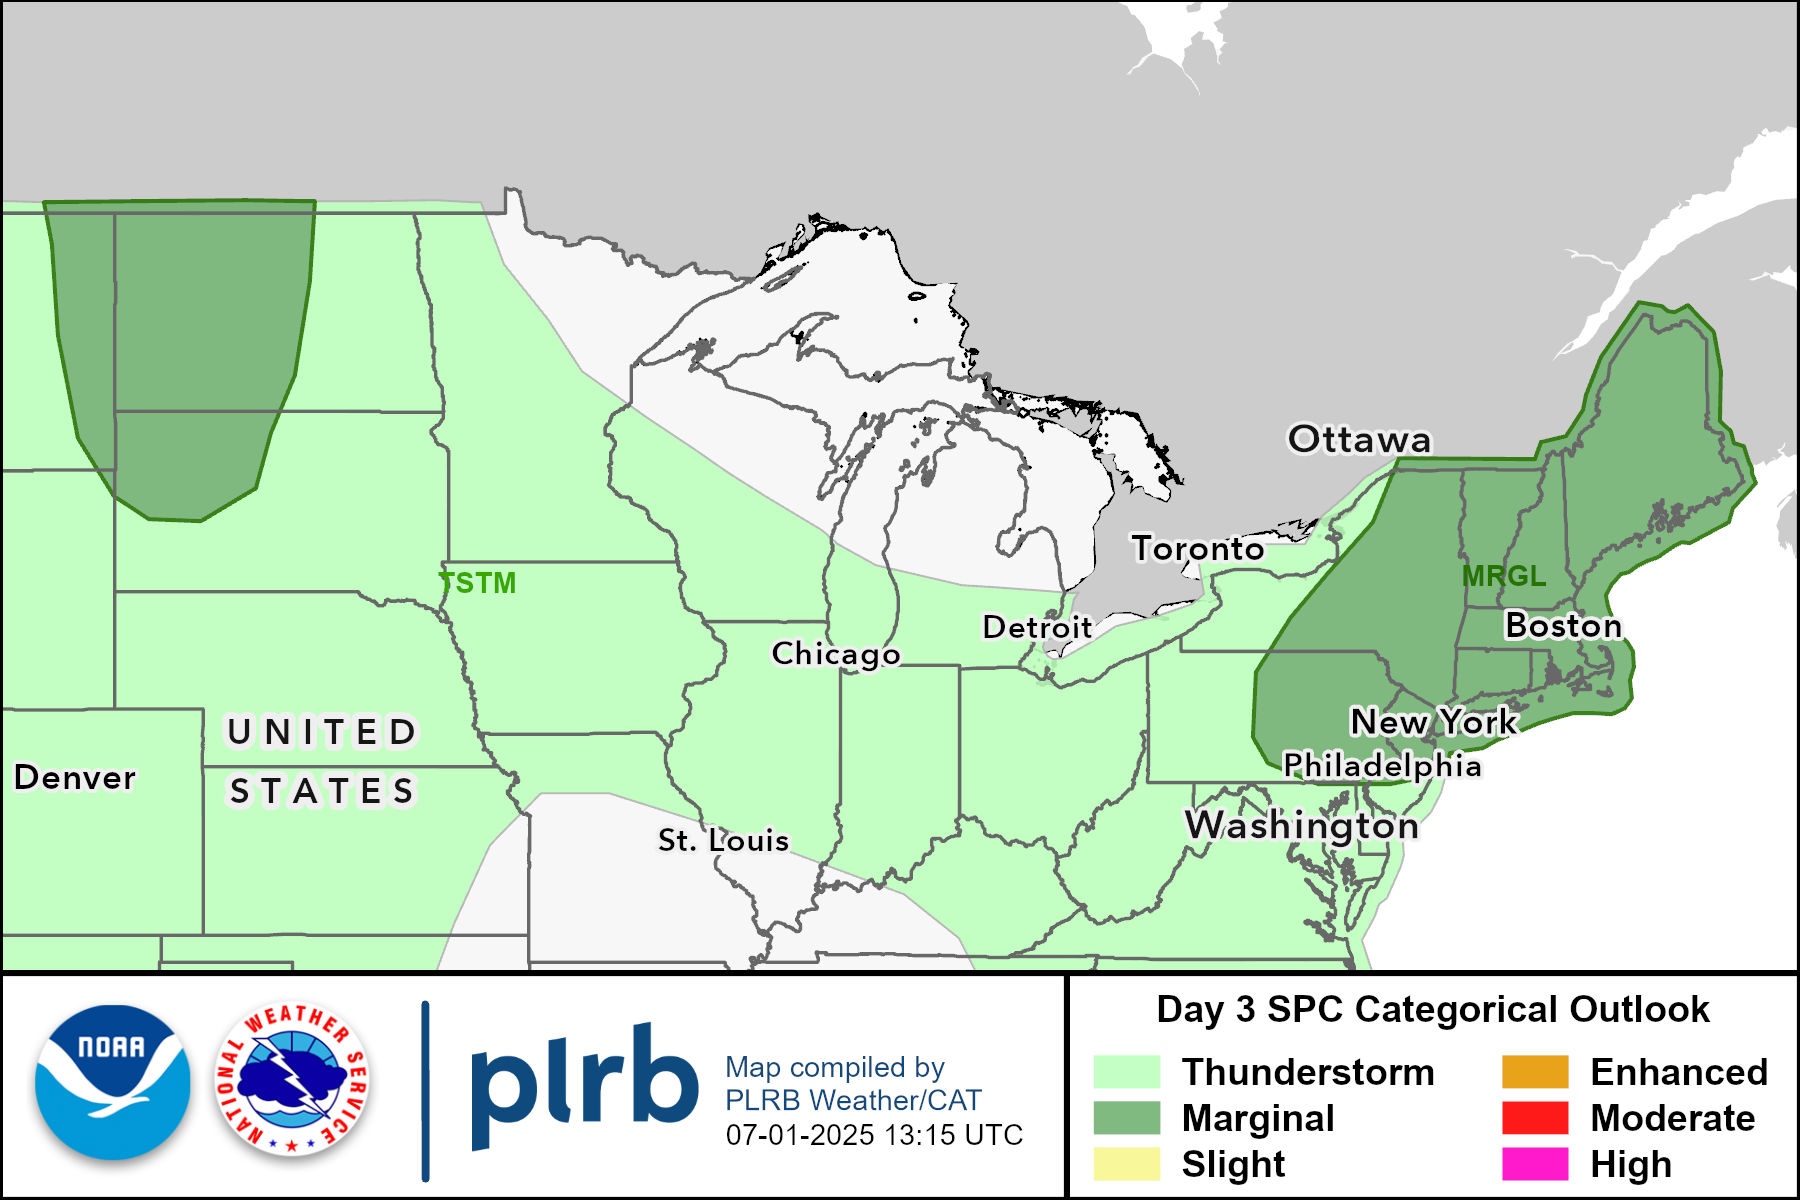 Ottawa
Toronto
TSTM
MRGL
Detroit
Boston
Chicago
New York
UNITED
STATES
Denver
Philadelphia
Washington
St. Louis
NOAA
NATIONAL WEATHER SERVICE
plrb
Map compiled by
PLRB Weather/CAT
07-01-2025 13:15 UTC
Day 3 SPC Categorical Outlook
Thunderstorm
Marginal
Slight
Enhanced
Moderate
High